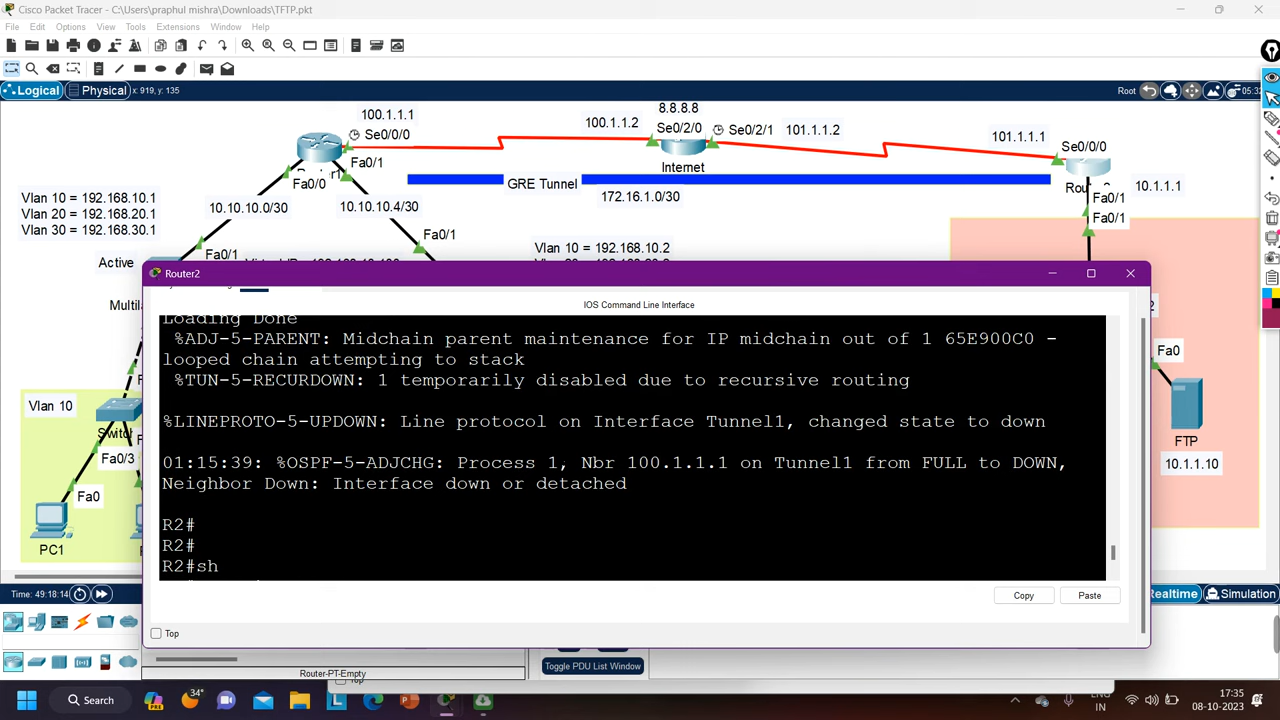 Cisco Packet Tracer - C:\Users\praphul mishra\Downloads\TFTP.pkt
File Edit Options View Tools Extensions Window Help
Logical Physical x: 919, y: 135 Root
8.8.8.8
100.1.1.1 100.1.1.2 Se0/2/0 Se0/2/1 101.1.1.2 101.1.1.1
Se0/0/0 Se0/0/0
Internet
Fa0/1
Fa0/0 GRE Tunnel 10.1.1.1
172.16.1.0/30 Fa0/1
Vlan 10 = 192.168.10.1
Vlan 20 = 192.168.20.1
Vlan 30 = 192.168.30.1
10.10.10.0/30 10.10.10.4/30
Fa0/1
Fa0/1 Fa0/1
Vlan 10 = 192.168.10.2
Active
Router2
IOS Command Line Interface
Loading Done
%ADJ-5-PARENT: Midchain parent maintenance for IP midchain out of 1 65E900C0 -
looped chain attempting to stack
%TUN-5-RECURDOWN: 1 temporarily disabled due to recursive routing
%LINEPROTO-5-UPDOWN: Line protocol on Interface Tunnel1, changed state to down
01:15:39: %OSPF-5-ADJCHG: Process 1, Nbr 100.1.1.1 on Tunnel1 from FULL to DOWN,
Neighbor Down: Interface down or detached
R2#
R2#
R2#sh
Copy Paste
Top
Vlan 10
Switch
Fa0/3
Fa0
PC1
Fa0
FTP
10.1.1.10
Time: 49:18:14 Realtime Simulation
Router-PT-Empty
Toggle PDU List Window
Search
34°
ENG
IN
17:35
08-10-2023